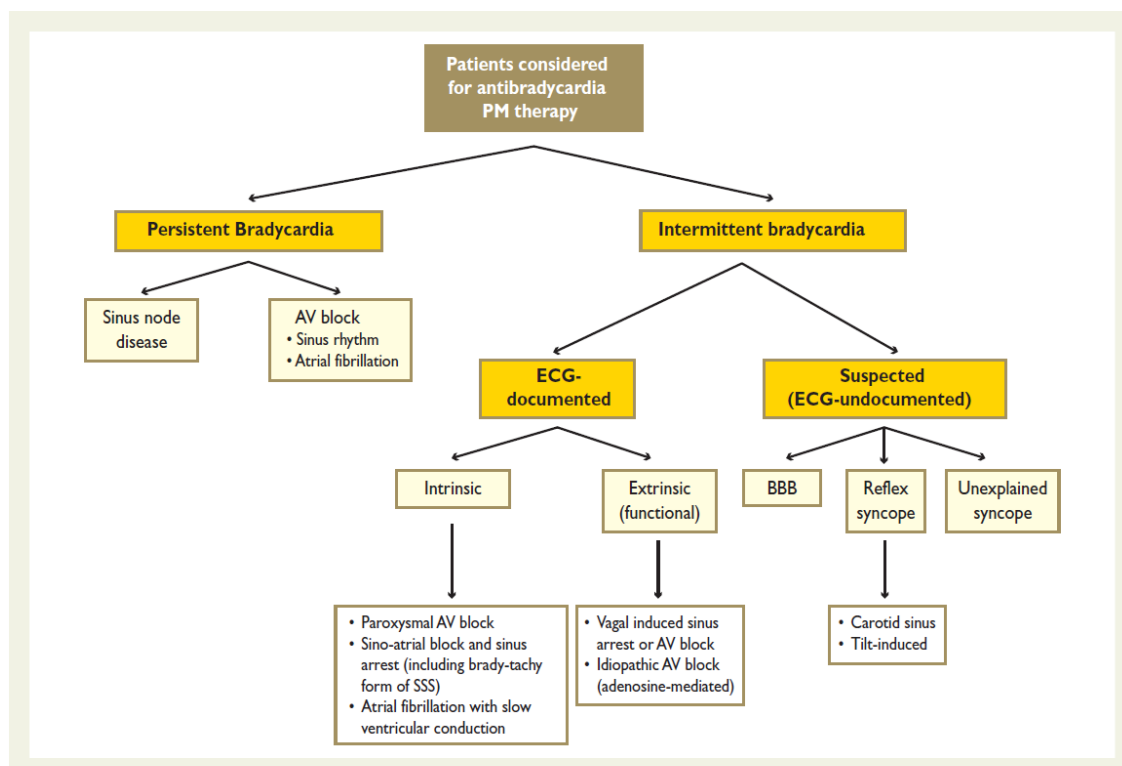 Patients considered
for antibradycardia
PM therapy
Persistent Bradycardia
Intermittent bradycardia
Sinus node
disease
AV block
• Sinus rhythm
• Atrial fibrillation
ECG-
documented
Suspected
(ECG-undocumented)
Intrinsic
Extrinsic
(functional)
BBB
Reflex
syncope
Unexplained
syncope
• Paroxysmal AV block
• Sino-atrial block and sinus
arrest (including brady-tachy
form of SSS)
• Atrial fibrillation with slow
ventricular conduction
• Vagal induced sinus
arrest or AV block
• Idiopathic AV block
(adenosine-mediated)
• Carotid sinus
• Tilt-induced